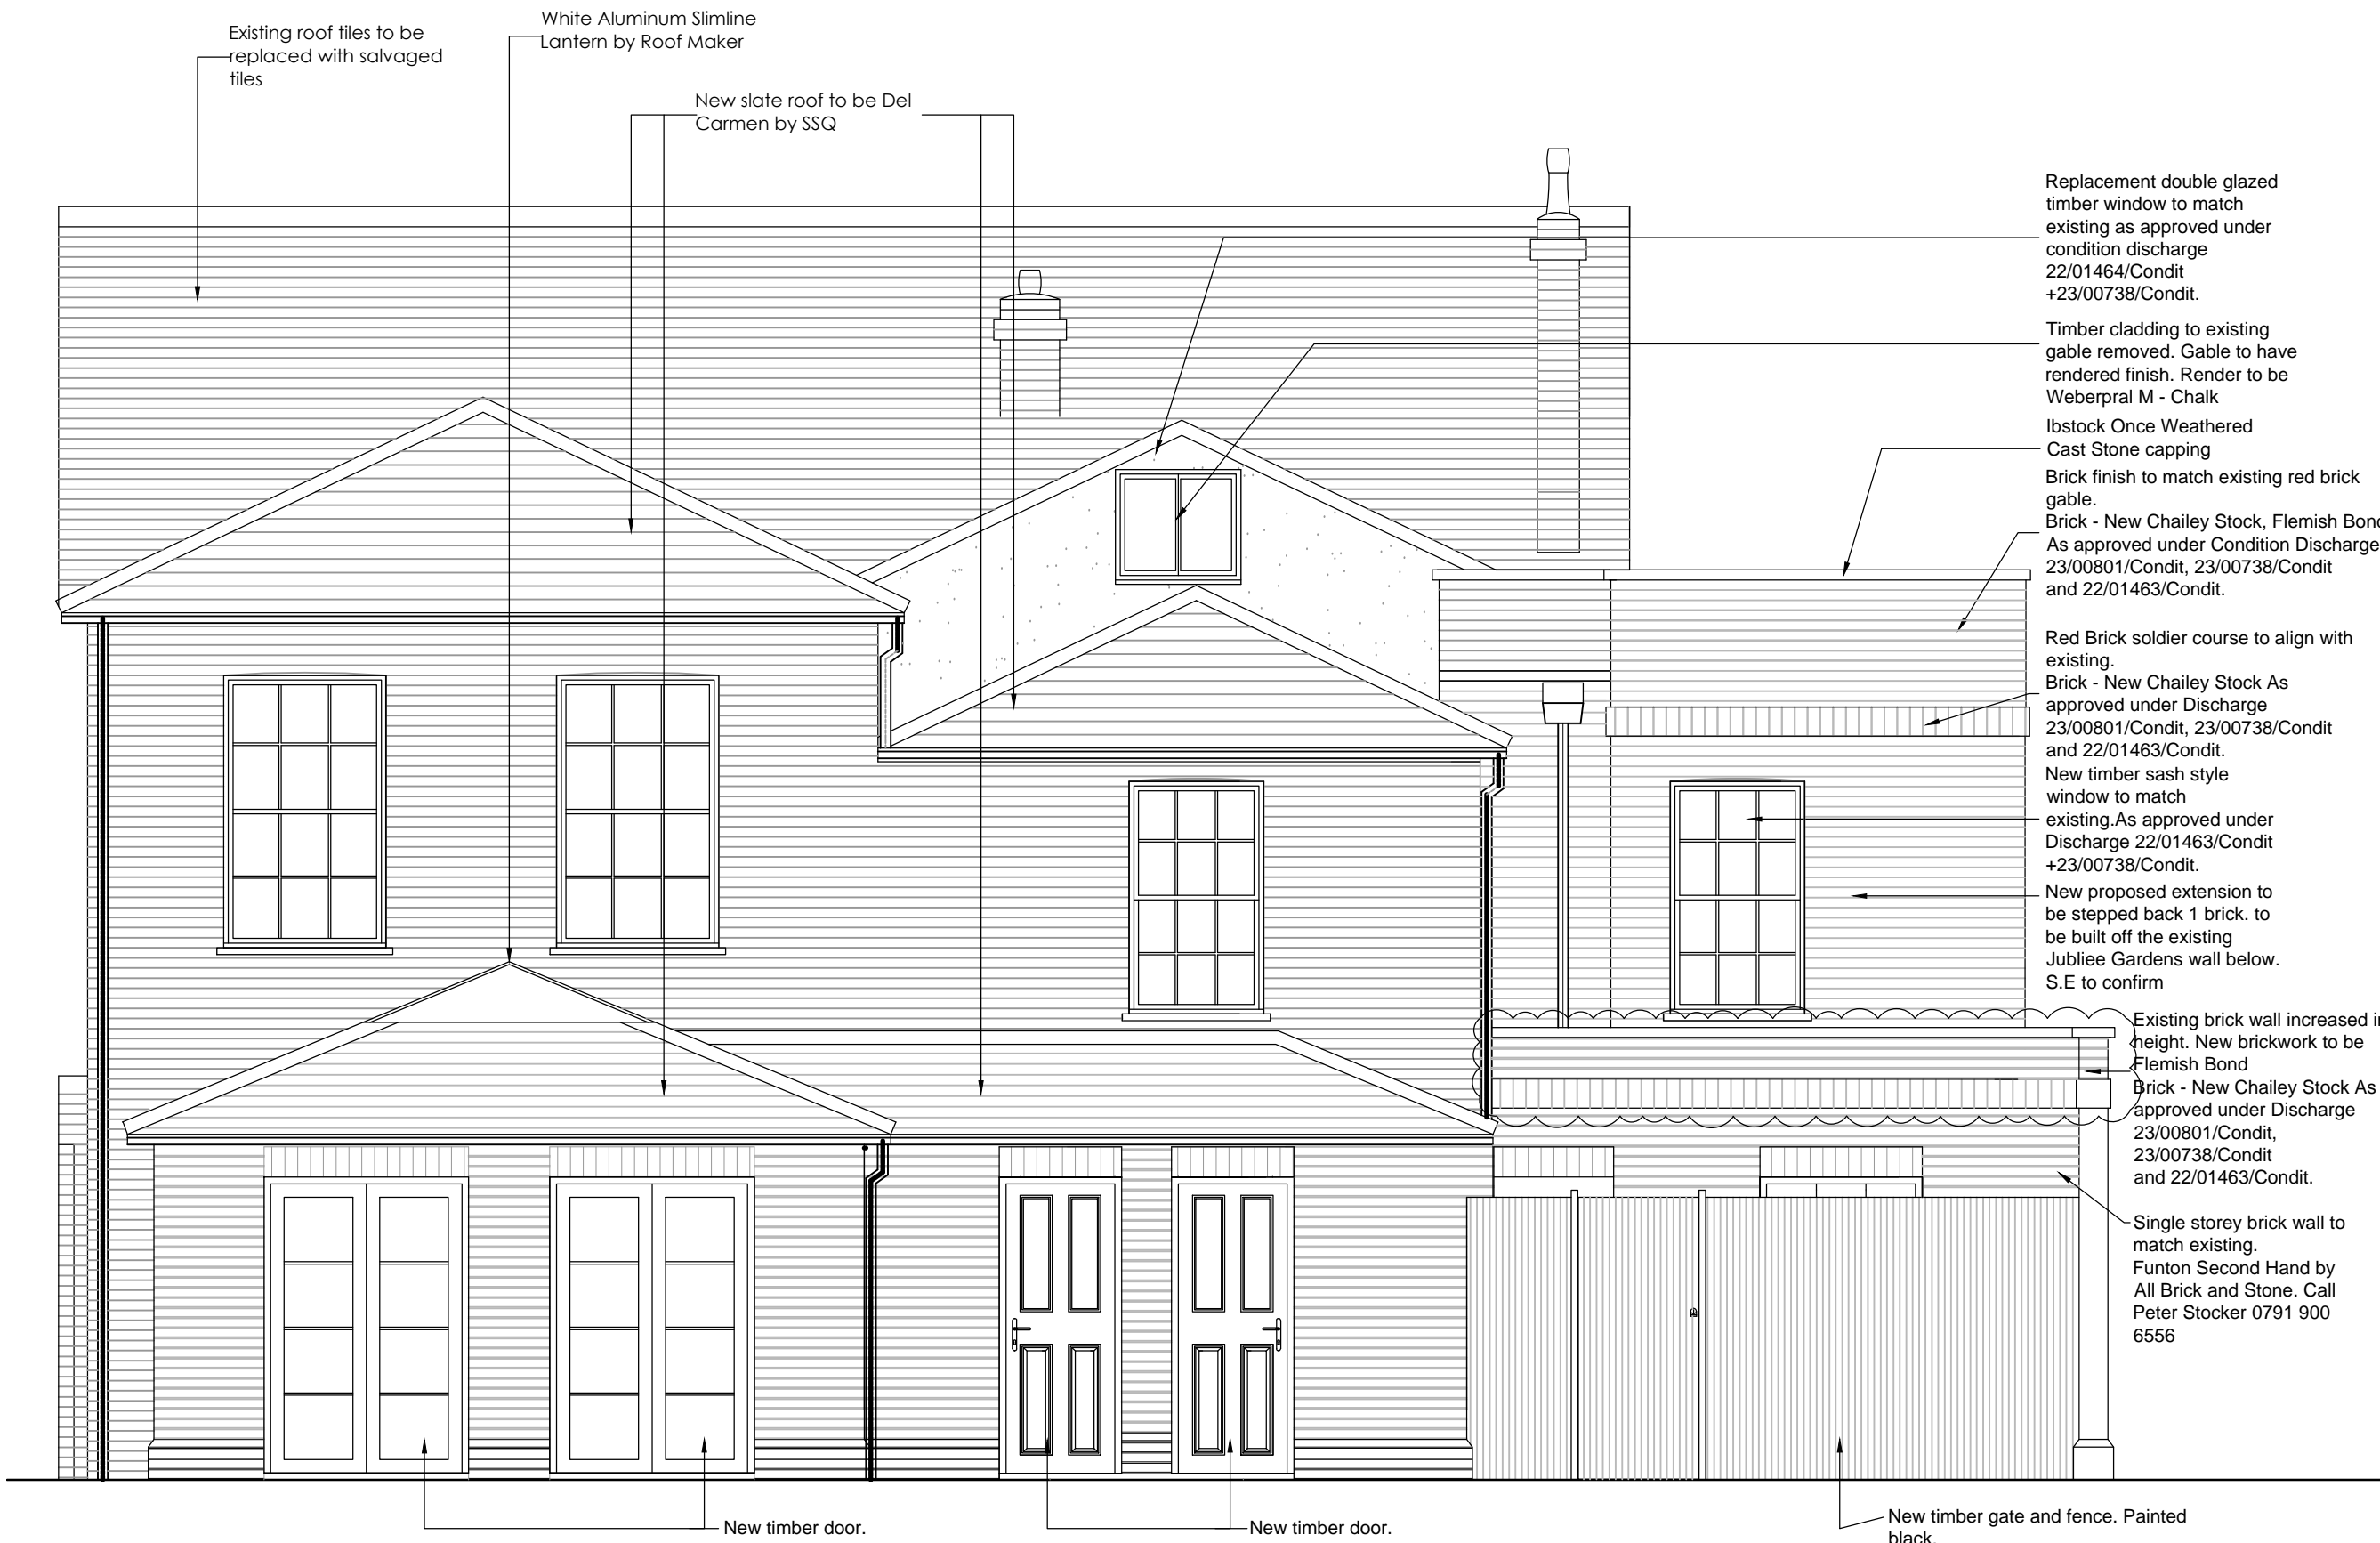 Existing roof tiles to be
replaced with salvaged
tiles
White Aluminum Slimline
Lantern by Roof Maker
New slate roof to be Del
Carmen by SSQ
Replacement double glazed
timber window to match
existing as approved under
condition discharge
22/01464/Condit
+23/00738/Condit.
Timber cladding to existing
gable removed. Gable to have
rendered finish. Render to be
Weberpral M - Chalk
Ibstock Once Weathered
Cast Stone capping
Brick finish to match existing red brick
gable.
Brick - New Chailey Stock, Flemish Bond
As approved under Condition Discharge
23/00801/Condit, 23/00738/Condit
and 22/01463/Condit.
Red Brick soldier course to align with
existing.
Brick - New Chailey Stock As
approved under Discharge
23/00801/Condit, 23/00738/Condit
and 22/01463/Condit.
New timber sash style
window to match
existing.As approved under
Discharge 22/01463/Condit
+23/00738/Condit.
New proposed extension to
be stepped back 1 brick. to
be built off the existing
Jubliee Gardens wall below.
S.E to confirm
Existing brick wall increased in
height. New brickwork to be
Flemish Bond
Brick - New Chailey Stock As
approved under Discharge
23/00801/Condit,
23/00738/Condit
and 22/01463/Condit.
Single storey brick wall to
match existing.
Funton Second Hand by
All Brick and Stone. Call
Peter Stocker 0791 900
6556
New timber door.
New timber door.
New timber gate and fence. Painted
black.